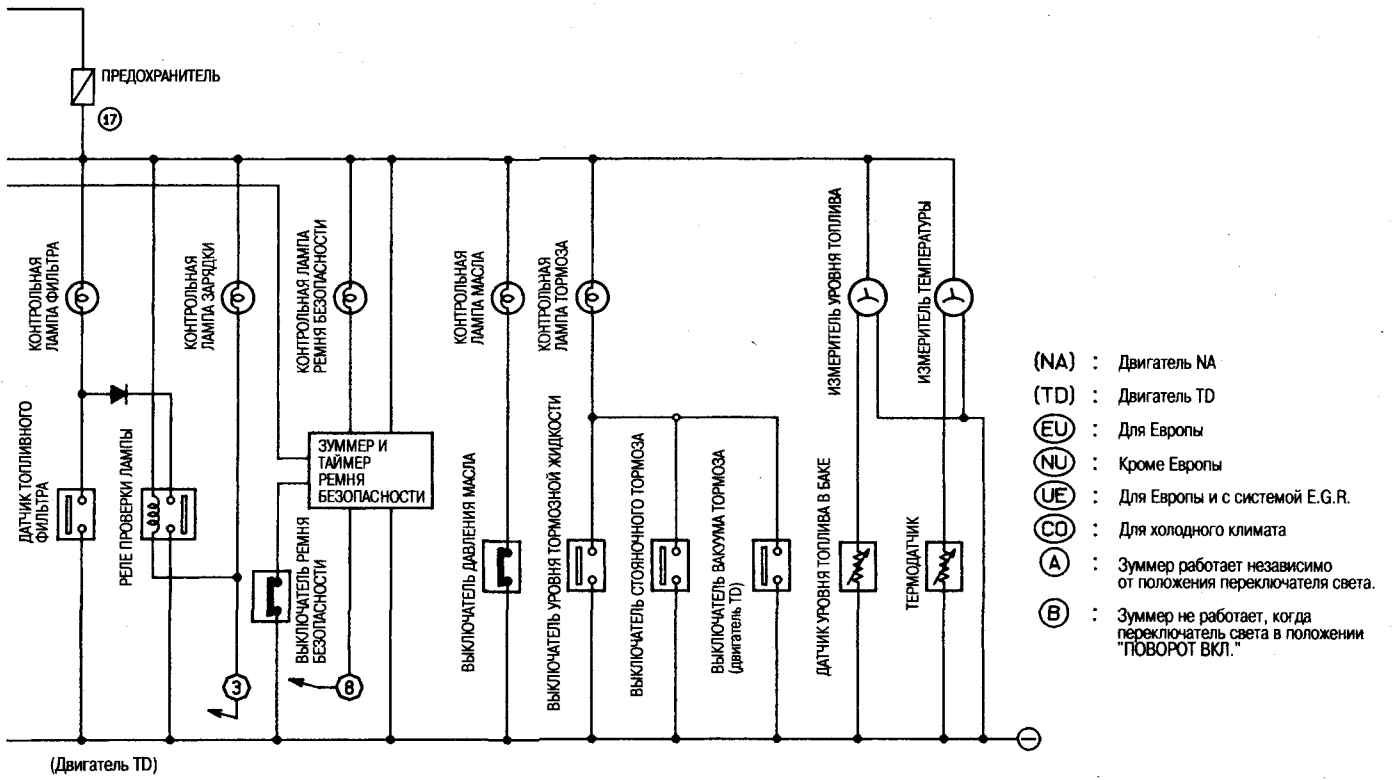 ПРЕДОХРАНИТЕЛЬ
17
КОНТРОЛЬНАЯ
ЛАМПА ФИЛЬТРА
КОНТРОЛЬНАЯ
ЛАМПА ЗАРЯДКИ
КОНТРОЛЬНАЯ ЛАМПА
РЕМНЯ БЕЗОПАСНОСТИ
КОНТРОЛЬНАЯ
ЛАМПА МАСЛА
КОНТРОЛЬНАЯ
ЛАМПА ТОРМОЗА
ИЗМЕРИТЕЛЬ УРОВНЯ ТОПЛИВА
ИЗМЕРИТЕЛЬ ТЕМПЕРАТУРЫ
ДАТЧИК ТОПЛИВНОГО
ФИЛЬТРА
РЕЛЕ ПРОВЕРКИ ЛАМПЫ
ЗУММЕР И
ТАЙМЕР
РЕМНЯ
БЕЗОПАСНОСТИ
ВЫКЛЮЧАТЕЛЬ РЕМНЯ
БЕЗОПАСНОСТИ
ВЫКЛЮЧАТЕЛЬ ДАВЛЕНИЯ МАСЛА
ВЫКЛЮЧАТЕЛЬ УРОВНЯ ТОРМОЗНОЙ ЖИДКОСТИ
ВЫКЛЮЧАТЕЛЬ СТОЯНОЧНОГО ТОРМОЗА
ВЫКЛЮЧАТЕЛЬ ВАКУУМА ТОРМОЗА
(двигатель TD)
ДАТЧИК УРОВНЯ ТОПЛИВА В БАКЕ
ТЕРМОДАТЧИК
3
8
(Двигатель TD)
(NA) : Двигатель NA
(TD) : Двигатель TD
EU : Для Европы
NU : Кроме Европы
UE : Для Европы и с системой E.G.R.
CO : Для холодного климата
A : Зуммер работает независимо
от положения переключателя света.
B : Зуммер не работает, когда
переключатель света в положении
"ПОВОРОТ ВКЛ."